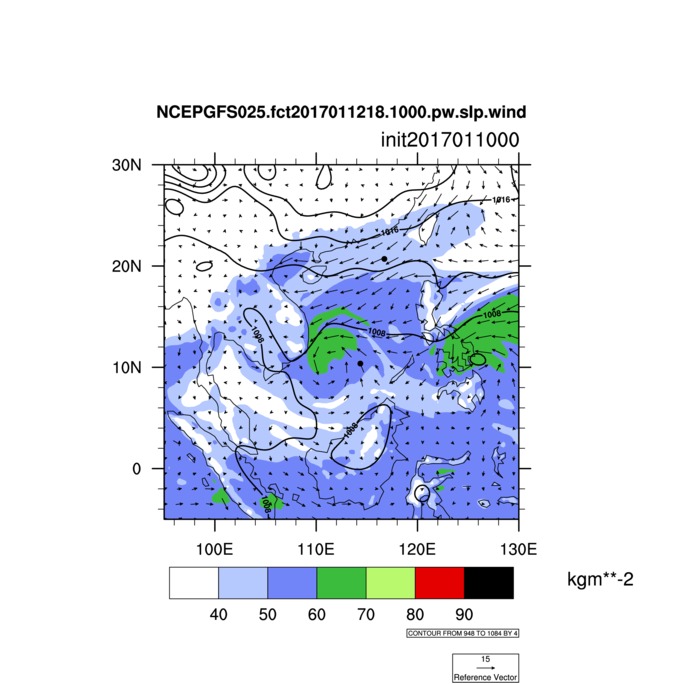 NCEPGFS025.fct2017011218.1000.pw.slp.wind
init2017011000
30N
1016
1016
20N
1008
1008
1008
10N
1008
0
1008
100E 110E 120E 130E
kgm**-2
40 50 60 70 80 90
CONTOUR FROM 948 TO 1084 BY 4
15
Reference Vector